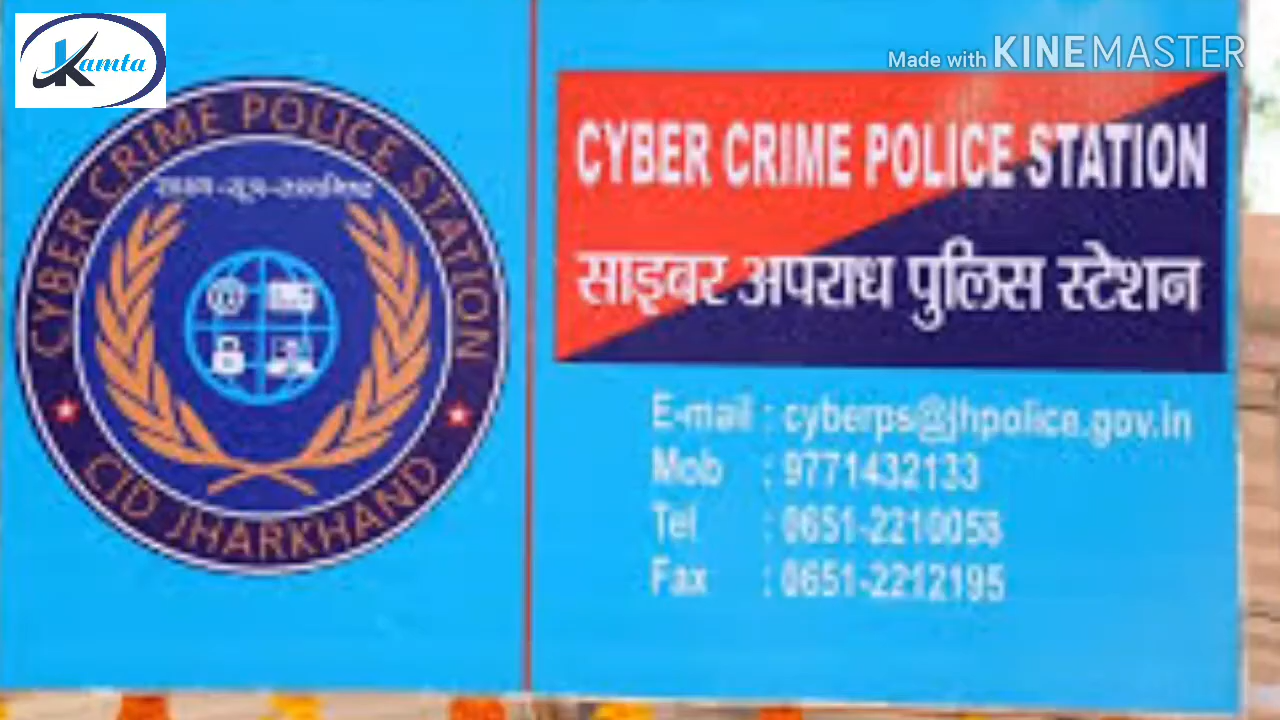 Kamta
Made with KINEMASTER
CYBER CRIME POLICE STATION
CID JHARKHAND
CYBER CRIME POLICE STATION
साइबर अपराध पुलिस स्टेशन
E-mail : cyberps@jhpolice.gov.in
Mob : 9771432133
Tel : 0651-2210058
Fax : 0651-2212195